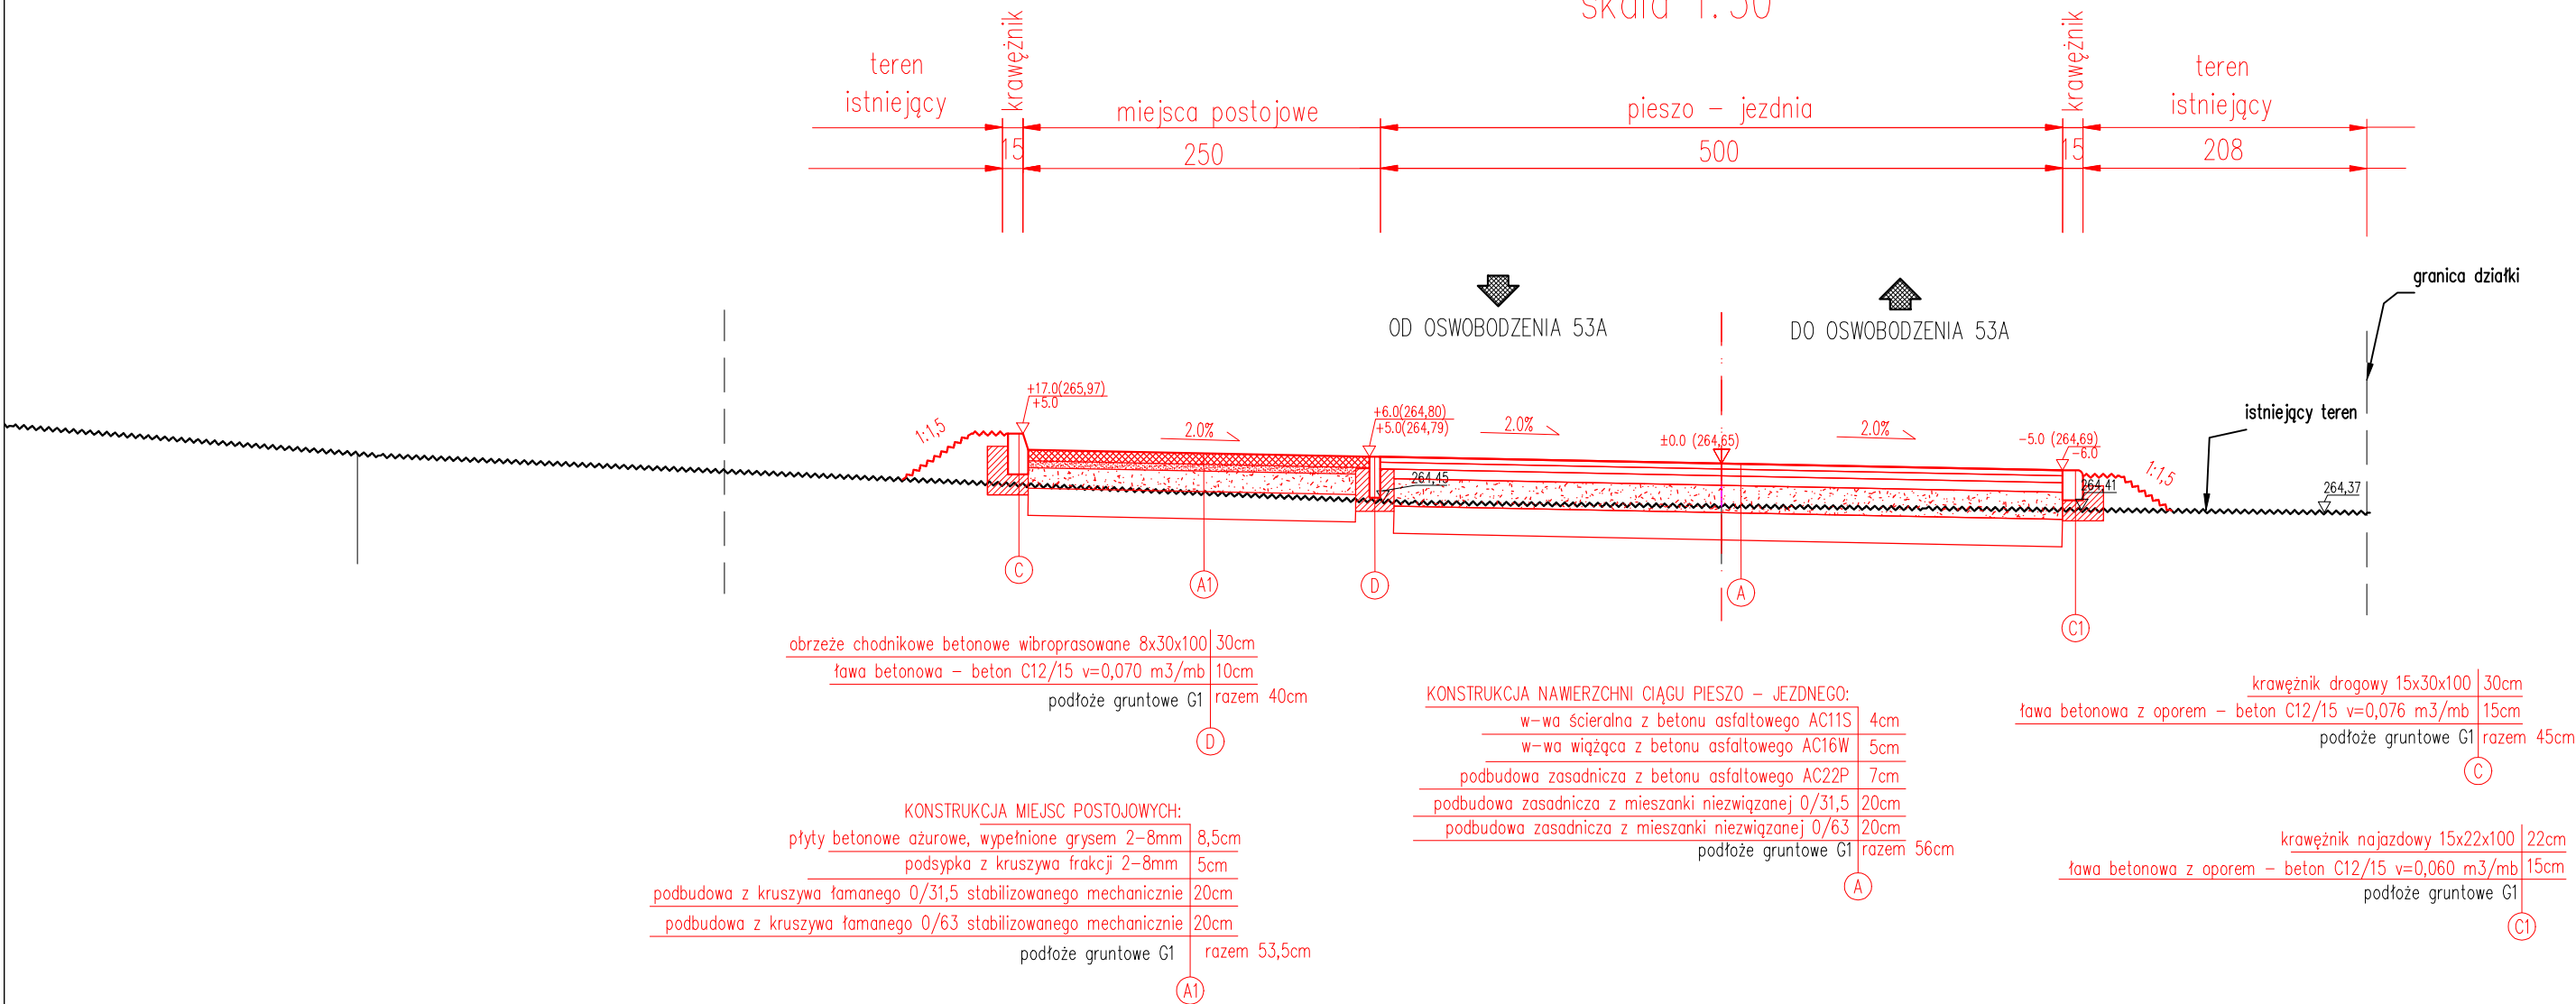 skala 1:50
teren
istniejący
krawężnik
miejsca postojowe
pieszo – jezdnia
krawężnik
teren
istniejący
15
250
500
15
208
granica działki
OD OSWOBODZENIA 53A
DO OSWOBODZENIA 53A
istniejący teren
1:1,5
+17.0(265,97)
+5.0
2.0%
+6.0(264,80)
+5.0(264,79)
2.0%
±0.0 (264,65)
2.0%
-5.0 (264,69)
-6.0
1:1,5
264,45
264,41
264,37
C
A1
D
A
C1
obrzeże chodnikowe betonowe wibroprasowane 8x30x100 30cm
ława betonowa – beton C12/15 v=0,070 m3/mb 10cm
podłoże gruntowe G1 razem 40cm
D
KONSTRUKCJA MIEJSC POSTOJOWYCH:
płyty betonowe ażurowe, wypełnione grysem 2-8mm 8,5cm
podsypka z kruszywa frakcji 2-8mm 5cm
podbudowa z kruszywa łamanego 0/31,5 stabilizowanego mechanicznie 20cm
podbudowa z kruszywa łamanego 0/63 stabilizowanego mechanicznie 20cm
podłoże gruntowe G1 razem 53,5cm
A1
KONSTRUKCJA NAWIERZCHNI CIĄGU PIESZO – JEZDNEGO:
w-wa ścieralna z betonu asfaltowego AC11S 4cm
w-wa wiążąca z betonu asfaltowego AC16W 5cm
podbudowa zasadnicza z betonu asfaltowego AC22P 7cm
podbudowa zasadnicza z mieszanki niezwiązanej 0/31,5 20cm
podbudowa zasadnicza z mieszanki niezwiązanej 0/63 20cm
podłoże gruntowe G1 razem 56cm
A
krawężnik drogowy 15x30x100 30cm
ława betonowa z oporem – beton C12/15 v=0,076 m3/mb 15cm
podłoże gruntowe G1 razem 45cm
C
krawężnik najazdowy 15x22x100 22cm
ława betonowa z oporem – beton C12/15 v=0,060 m3/mb 15cm
podłoże gruntowe G1
C1